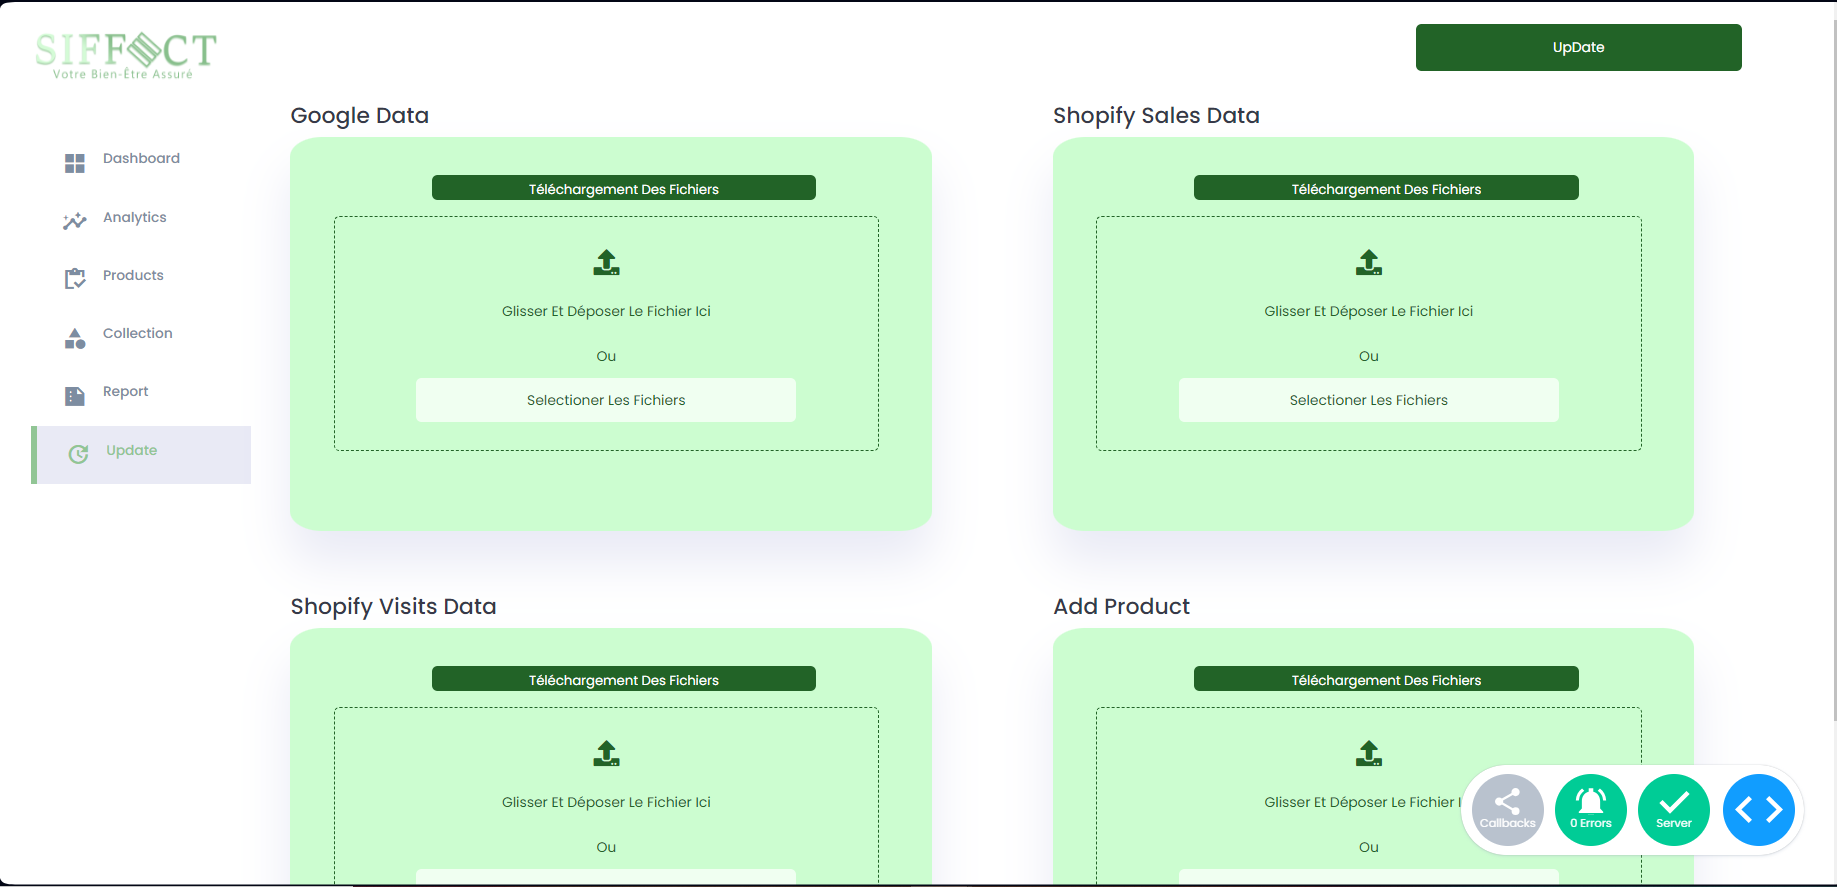 SIFFECT
Votre Bien-Être Assuré
UpDate
Dashboard
Analytics
Products
Collection
Report
Update
Google Data
Téléchargement Des Fichiers
Glisser Et Déposer Le Fichier Ici
Ou
Selectioner Les Fichiers
Shopify Sales Data
Téléchargement Des Fichiers
Glisser Et Déposer Le Fichier Ici
Ou
Selectioner Les Fichiers
Shopify Visits Data
Téléchargement Des Fichiers
Glisser Et Déposer Le Fichier Ici
Ou
Add Product
Téléchargement Des Fichiers
Glisser Et Déposer Le Fichier
Ou
Callbacks
0 Errors
Server